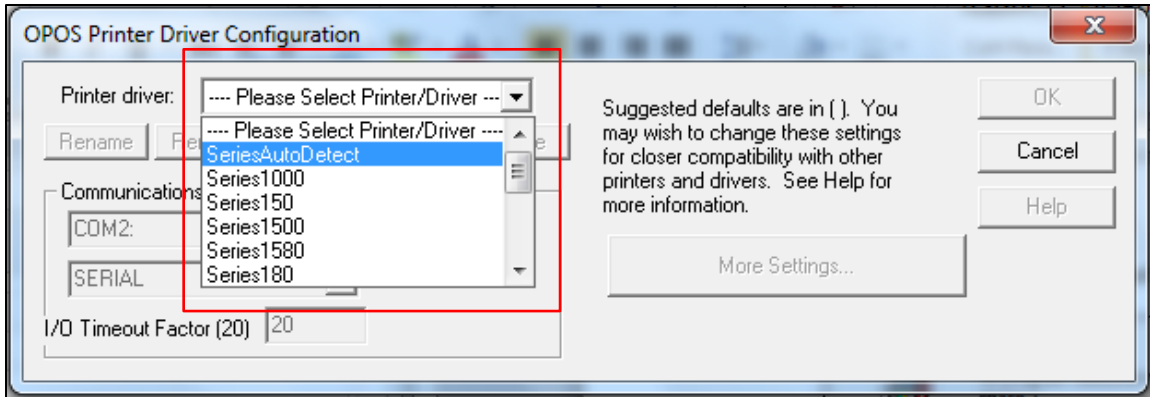 OPOS Printer Driver Configuration
Printer driver:
---- Please Select Printer/Driver ---
---- Please Select Printer/Driver ----
SeriesAutoDetect
Series1000
Series150
Series1500
Series1580
Series180
Rename
Communications
COM2:
SERIAL
I/O Timeout Factor (20)
20
Suggested defaults are in ( ). You
may wish to change these settings
for closer compatibility with other
printers and drivers. See Help for
more information.
More Settings...
OK
Cancel
Help